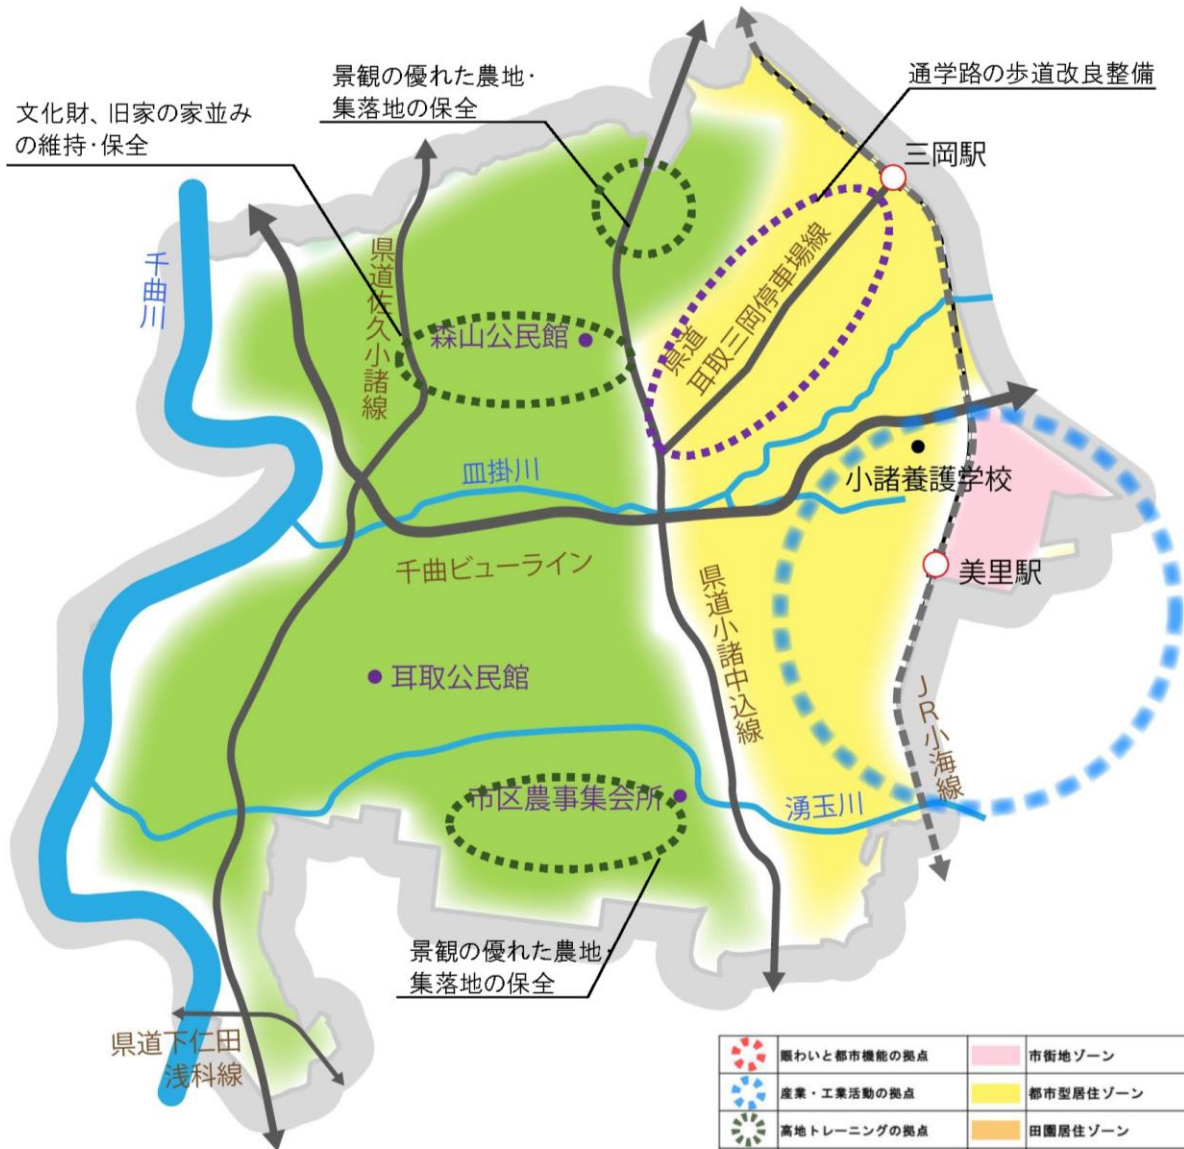 景観の優れた農地・
集落地の保全
通学路の歩道改良整備
文化財、旧家の家並み
の維持・保全
三岡駅
千曲川
県道佐久小諸線
森山公民館
県道
耳取三岡停車場線
皿掛川
小諸養護学校
千曲ビューライン
美里駅
県道小諸中込線
耳取公民館
JR小海線
市区農事集会所
湧玉川
景観の優れた農地・
集落地の保全
県道下仁田
浅科線
賑わいと都市機能の拠点
市街地ゾーン
産業・工業活動の拠点
都市型居住ゾーン
高地トレーニングの拠点
田園居住ゾーン